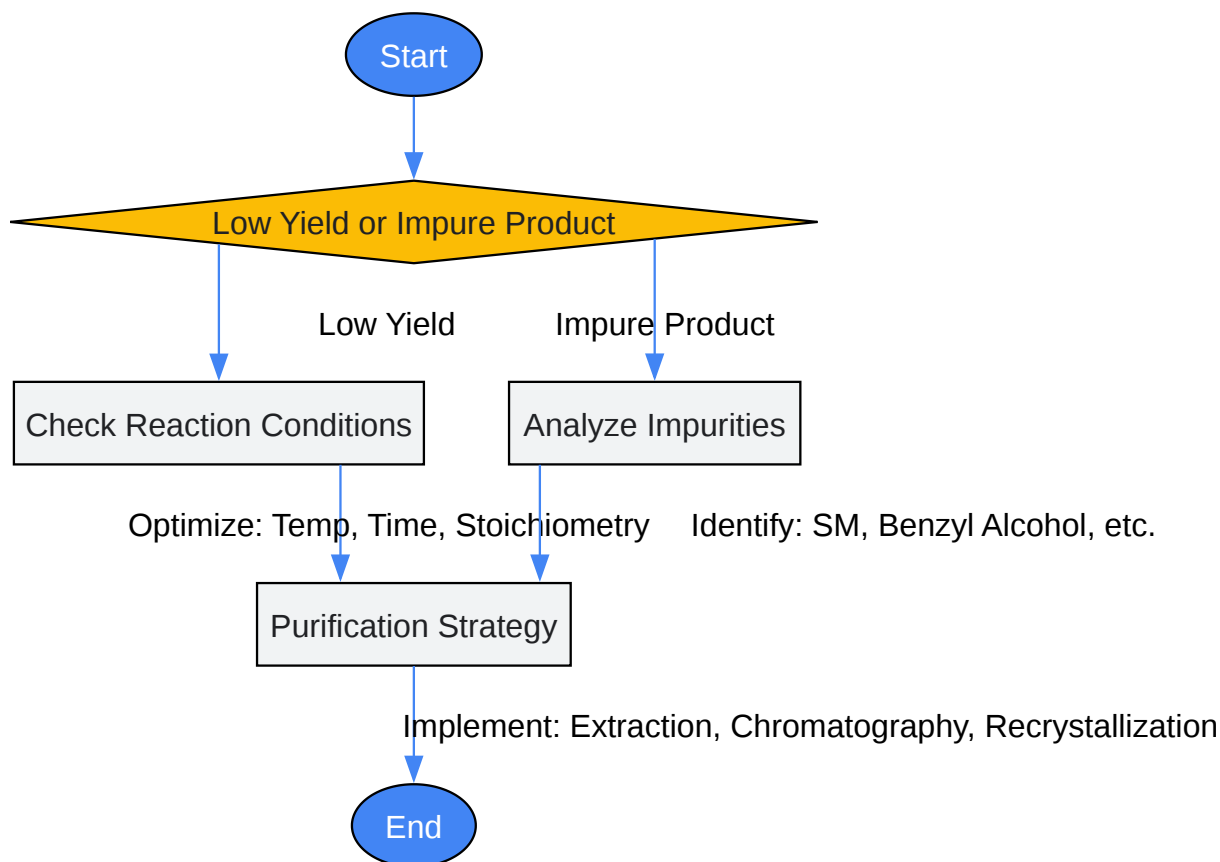 Start
Low Yield or Impure Product
Low Yield
Impure Product
Check Reaction Conditions
Analyze Impurities
Optimize: Temp, Time, Stoichiometry
Identify: SM, Benzyl Alcohol, etc.
Purification Strategy
Implement: Extraction, Chromatography, Recrystallization
End